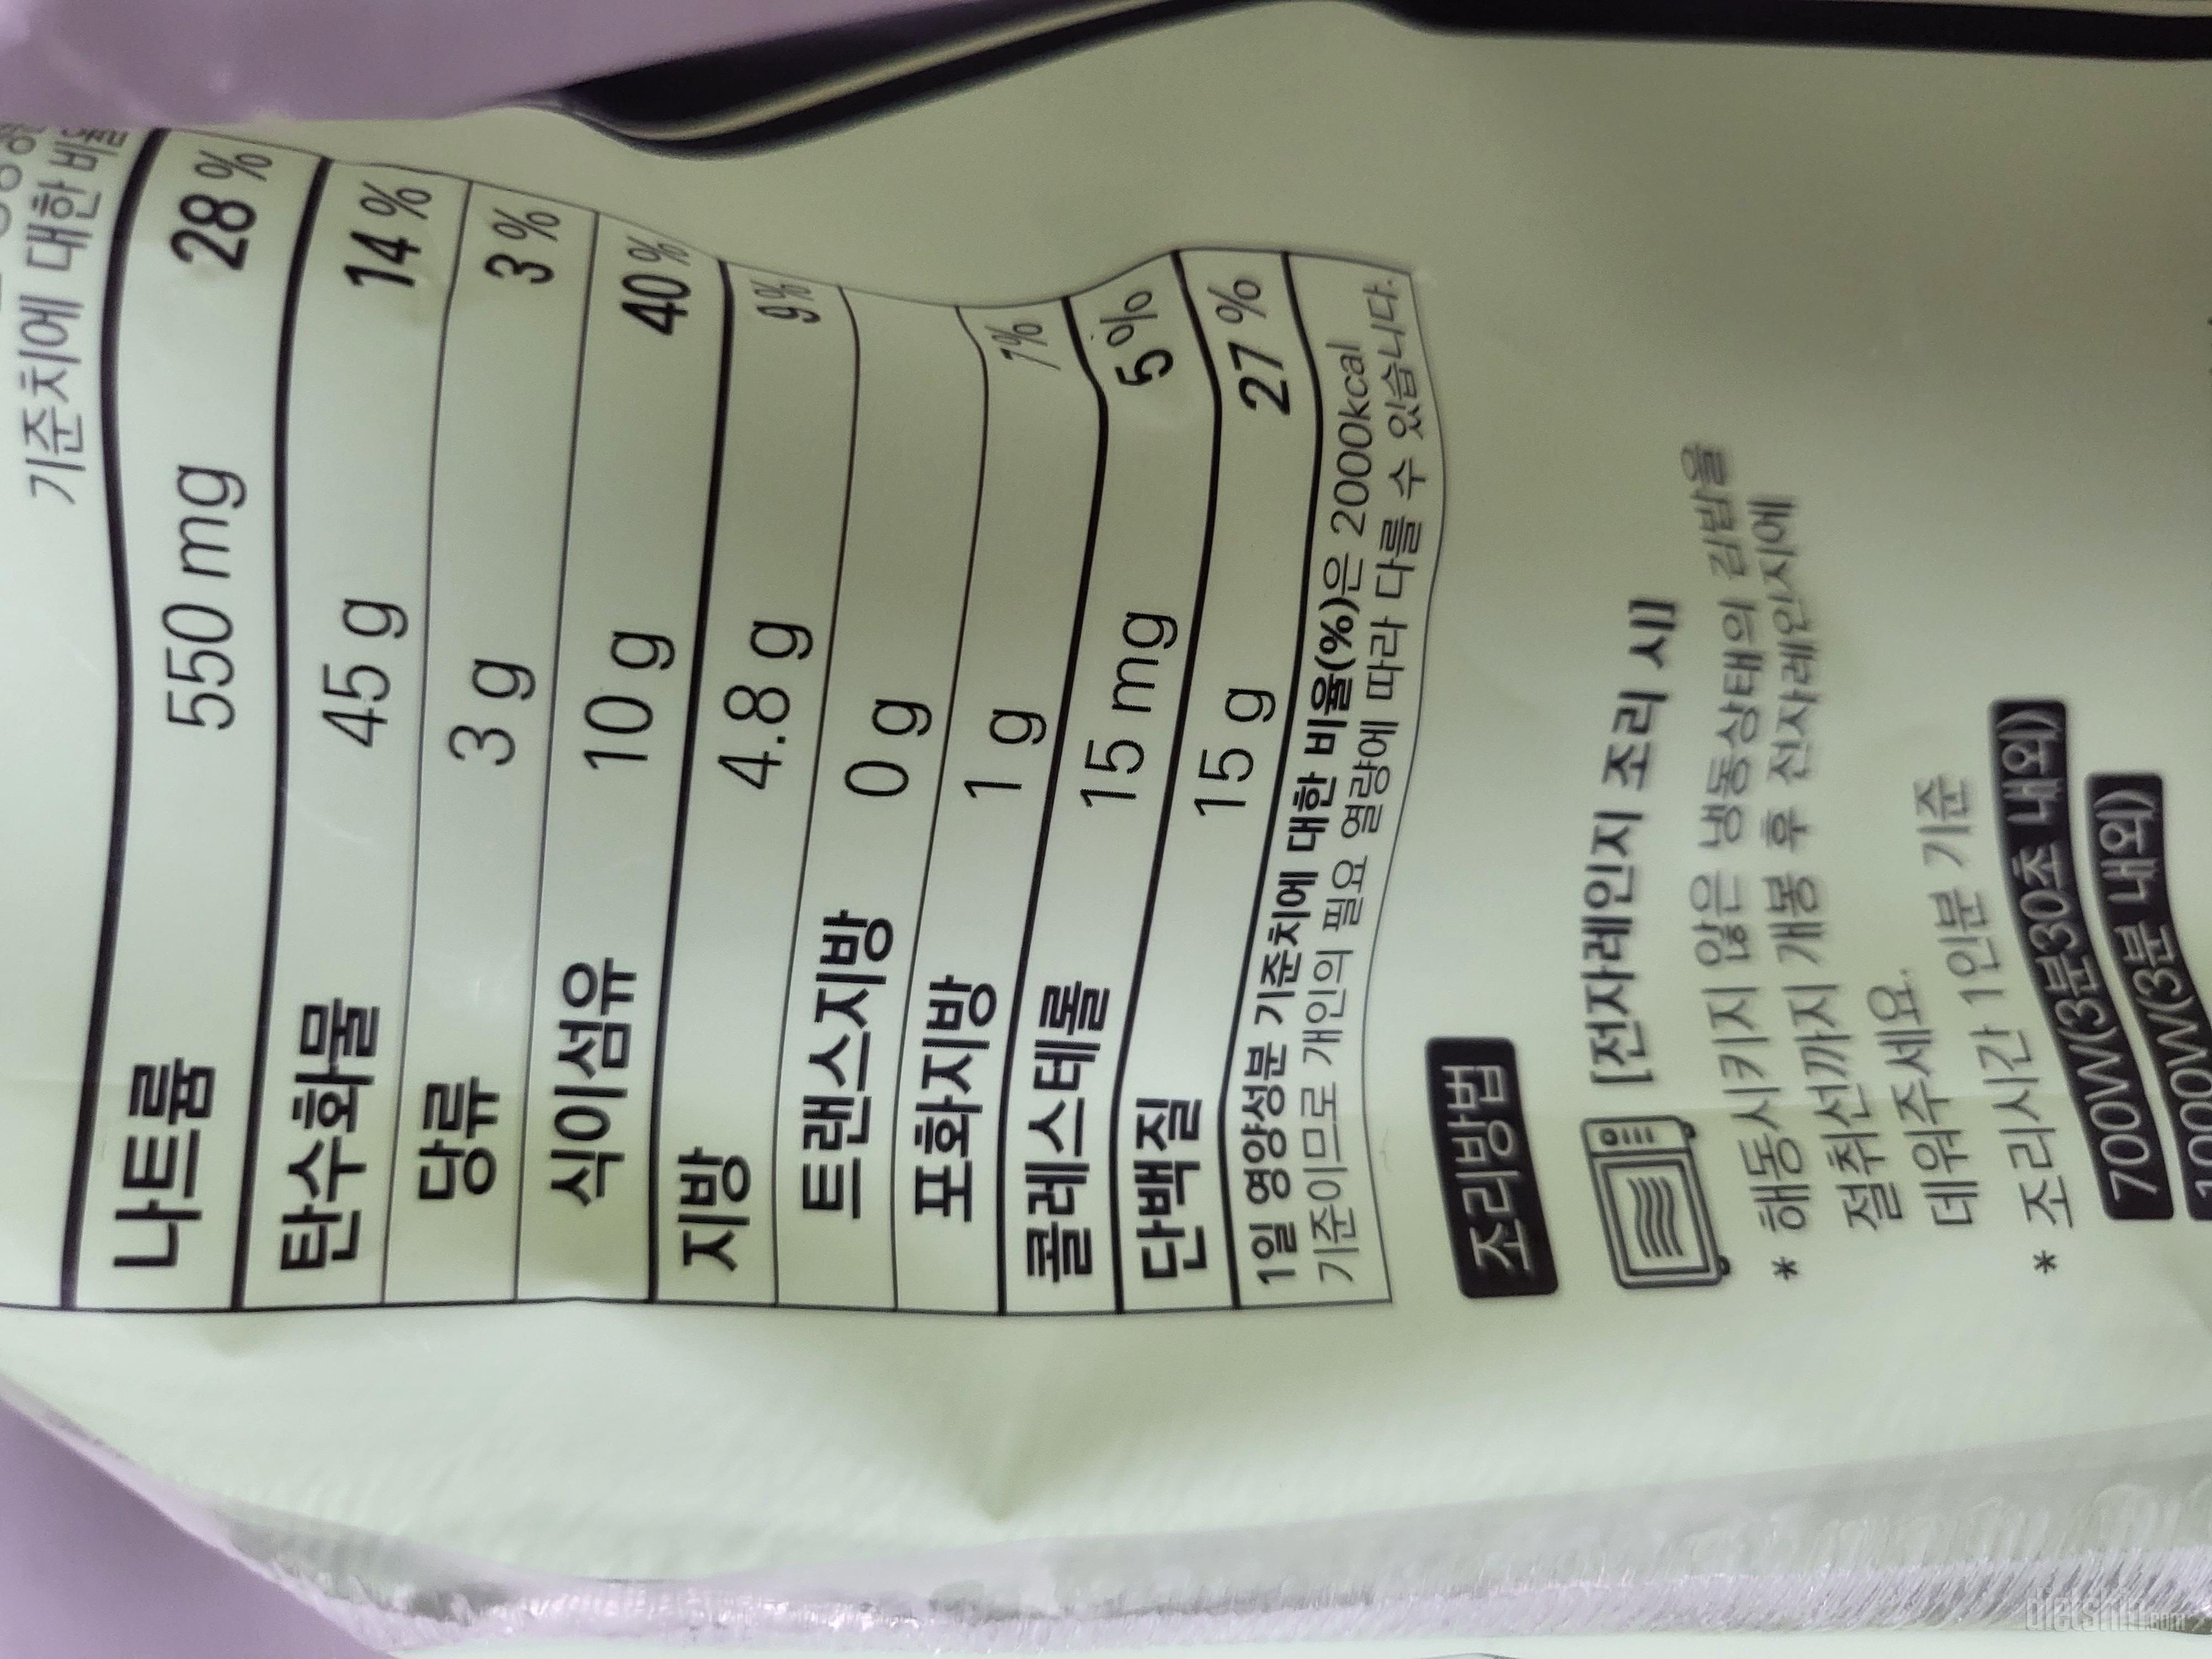 기준치에 대한 비율
나트륨 550 mg 28 %
탄수화물 45 g 14 %
당류 3 g 3 %
식이섬유 10 g 40 %
지방 4.8 g 9 %
트랜스지방 0 g
포화지방 1 g 7 %
콜레스테롤 15 mg 5 %
단백질 15 g 27 %
1일 영양성분 기준치에 대한 비율(%)은 2000kcal
기준이므로 개인의 필요 열량에 따라 다를 수 있습니다.
조리방법
[전자레인지 조리 시]
* 해동시키지 않은 냉동상태의 김밥을
절취선까지 개봉 후 전자레인지에
데워주세요.
* 조리시간 1인분 기준
700W(3분30초 내외)
1000W(3분 내외)
dietshin.com